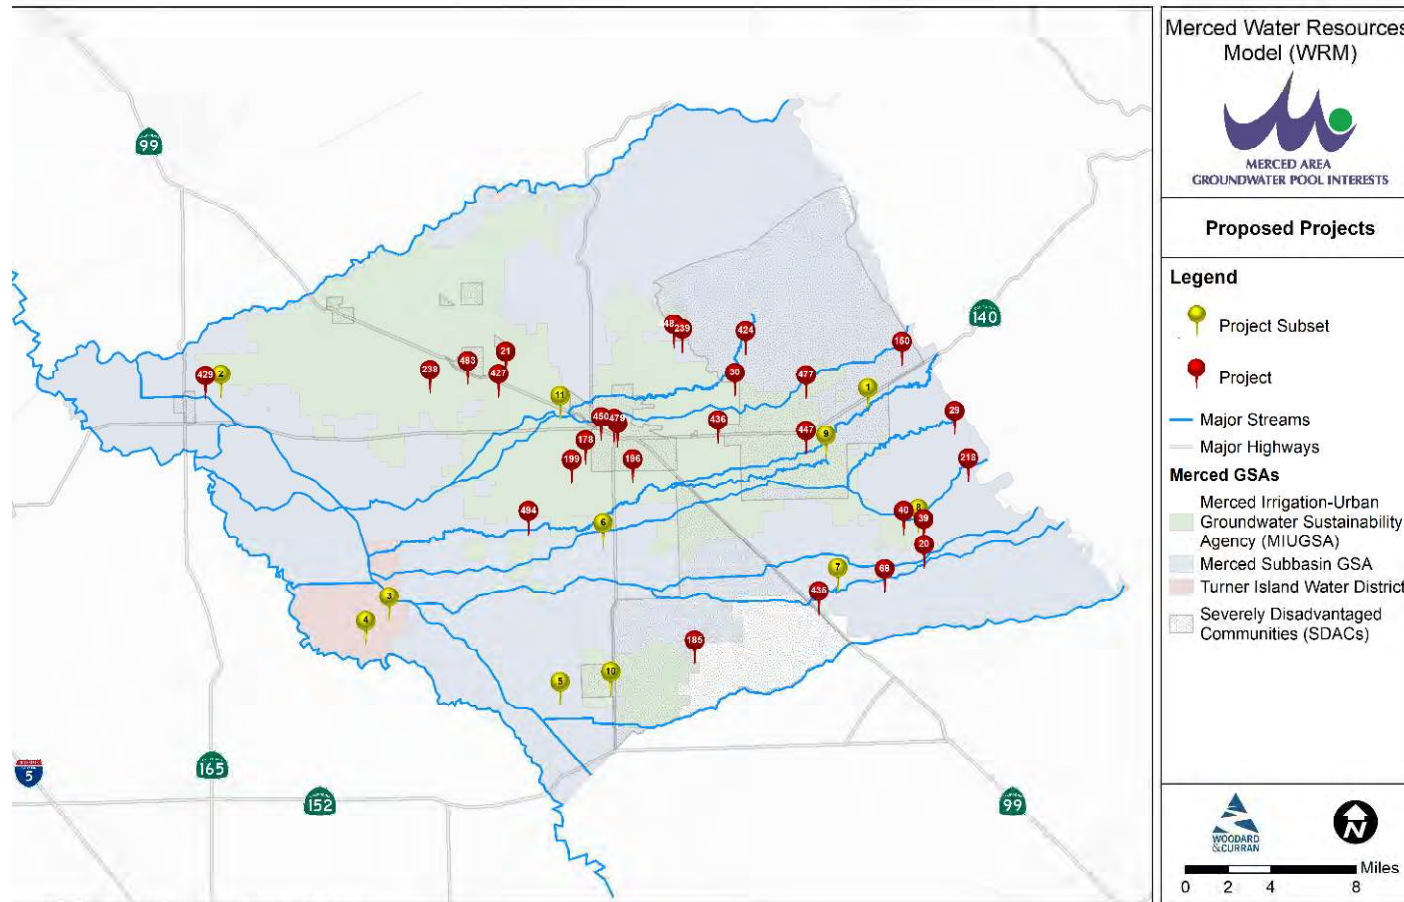 Merced Water Resources
Model (WRM)
MERCED AREA
GROUNDWATER POOL INTERESTS
Proposed Projects
Legend
Project Subset
Project
Major Streams
Major Highways
Merced GSAs
Merced Irrigation-Urban
Groundwater Sustainability
Agency (MIUGSA)
Merced Subbasin GSA
Turner Island Water District
Severely Disadvantaged
Communities (SDACs)
WOODARD
&CURRAN
N
Miles
0 2 4 8
99
140
239
424
150
21
483
238
427
429
2
30
477
1
11
29
450
479
436
447
9
178
199
196
218
494
6
40
8
39
20
7
68
3
4
185
5
10
5
165
152
99